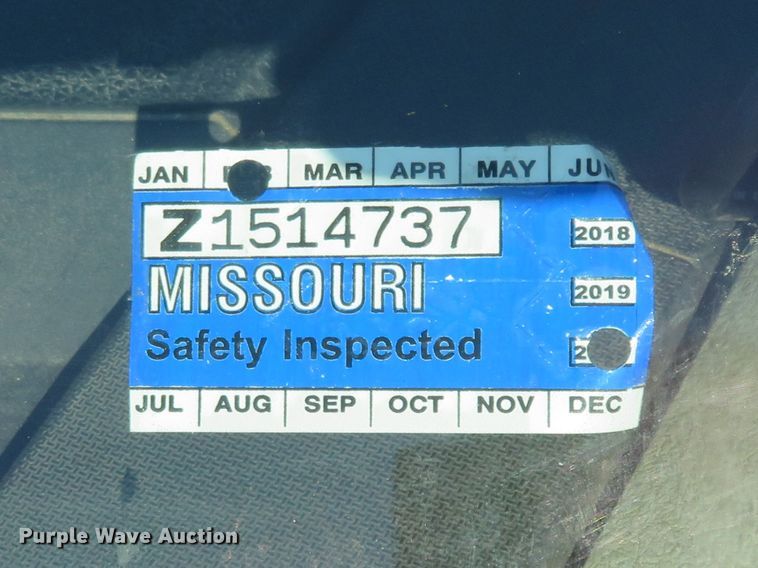 JAN MAR APR MAY JUN
Z1514737
2018
MISSOURI
2019
Safety Inspected
JUL AUG SEP OCT NOV DEC
Purple Wave Auction